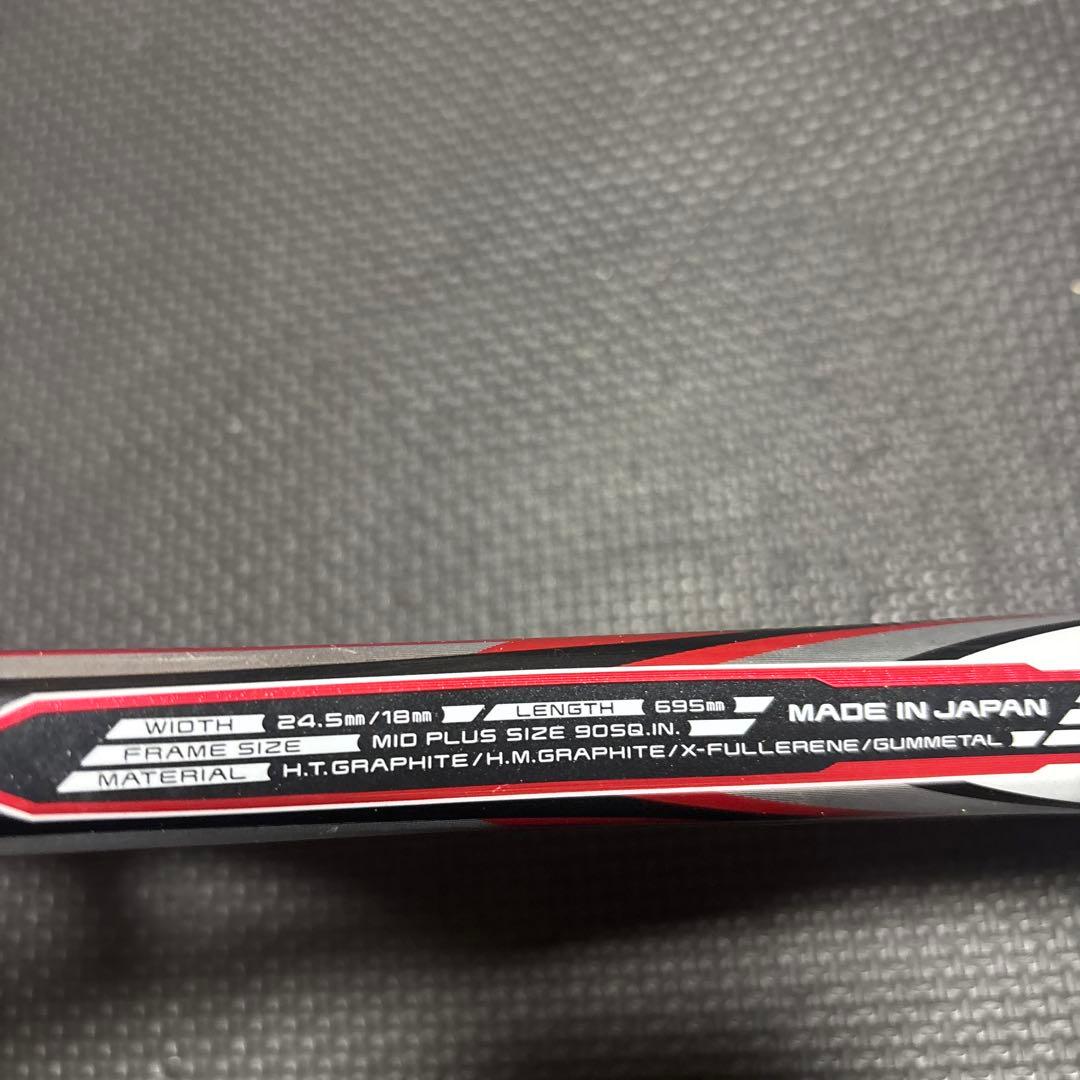 WIDTH 24.5mm/18mm LENGTH 695mm MADE IN JAPAN
FRAME SIZE MID PLUS SIZE 90SQ.IN.
MATERIAL H.T.GRAPHITE/H.M.GRAPHITE/X-FULLERENE/GUMMETAL